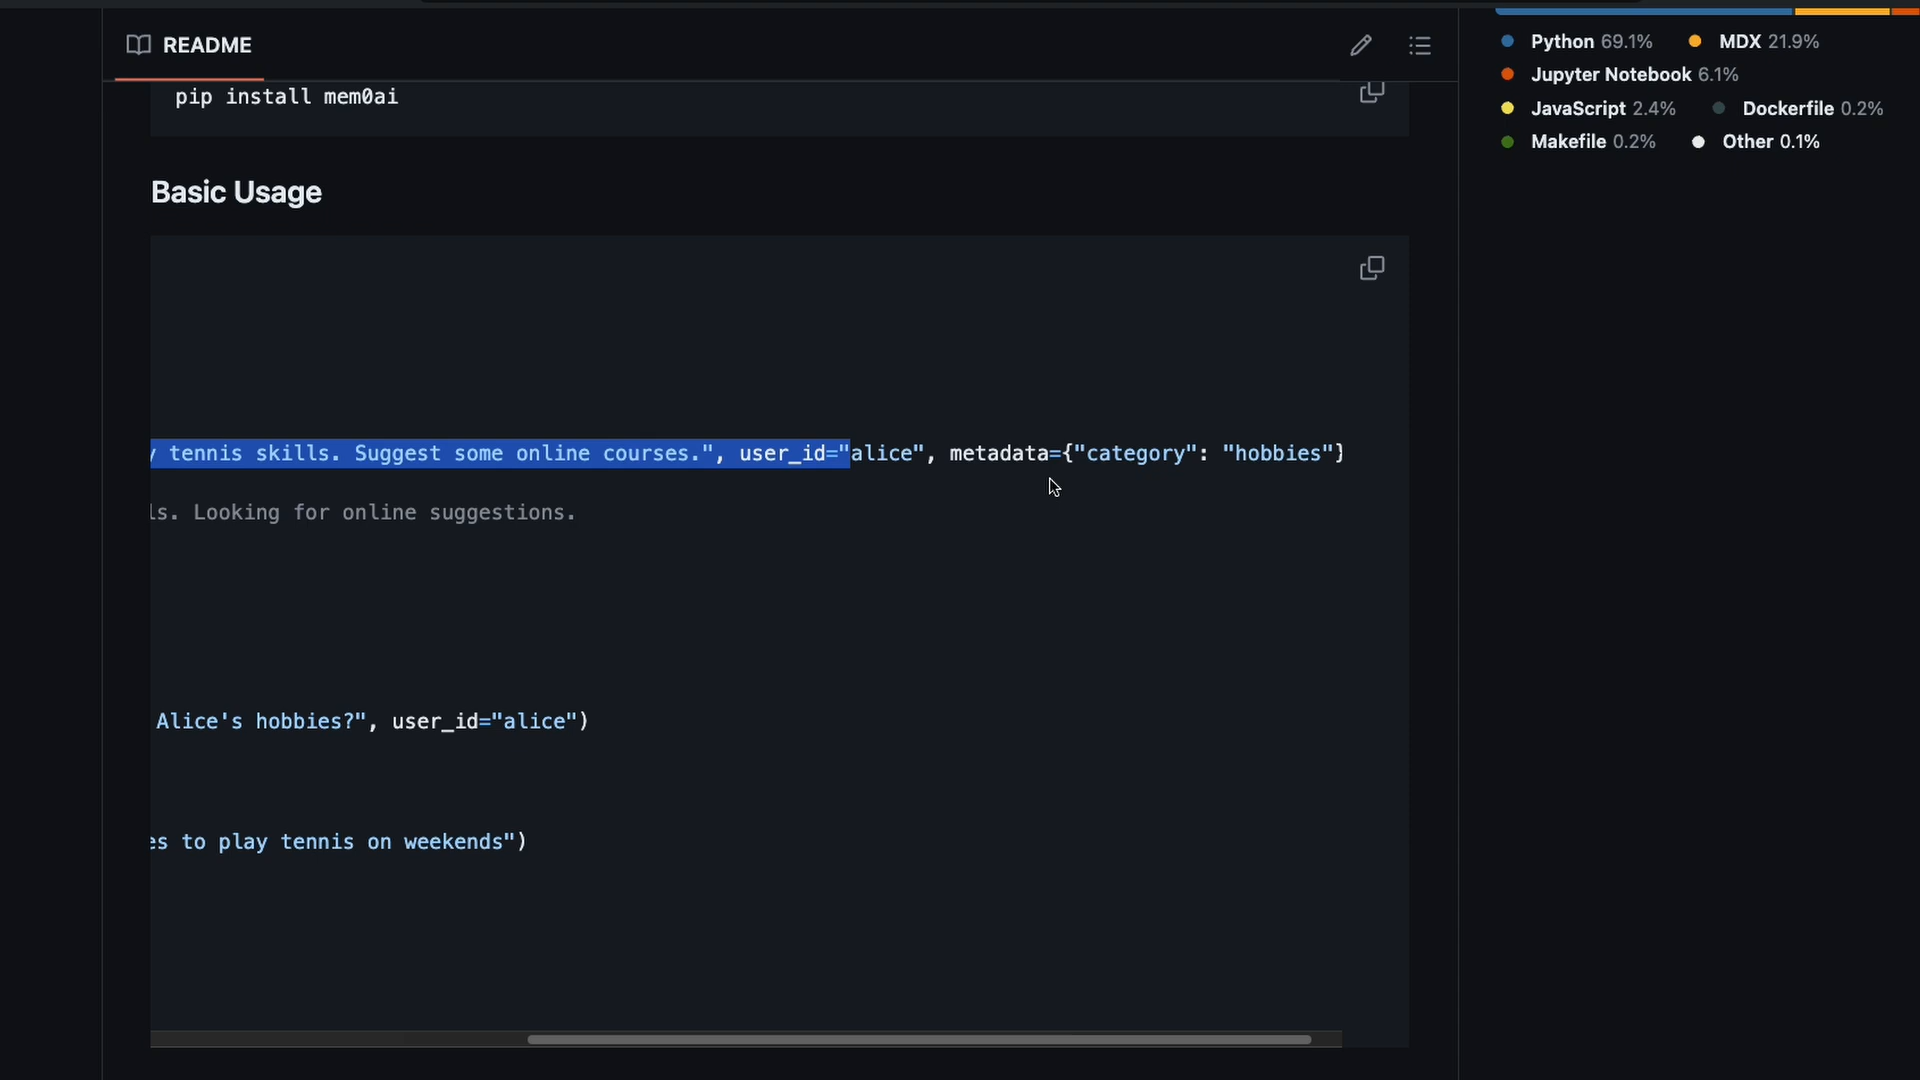 README
pip install mem0ai
Basic Usage
tennis skills. Suggest some online courses.", user_id="alice", metadata={"category": "hobbies"}
ls. Looking for online suggestions.
Alice's hobbies?", user_id="alice")
es to play tennis on weekends")
Python 69.1% MDX 21.9%
Jupyter Notebook 6.1%
JavaScript 2.4% Dockerfile 0.2%
Makefile 0.2% Other 0.1%